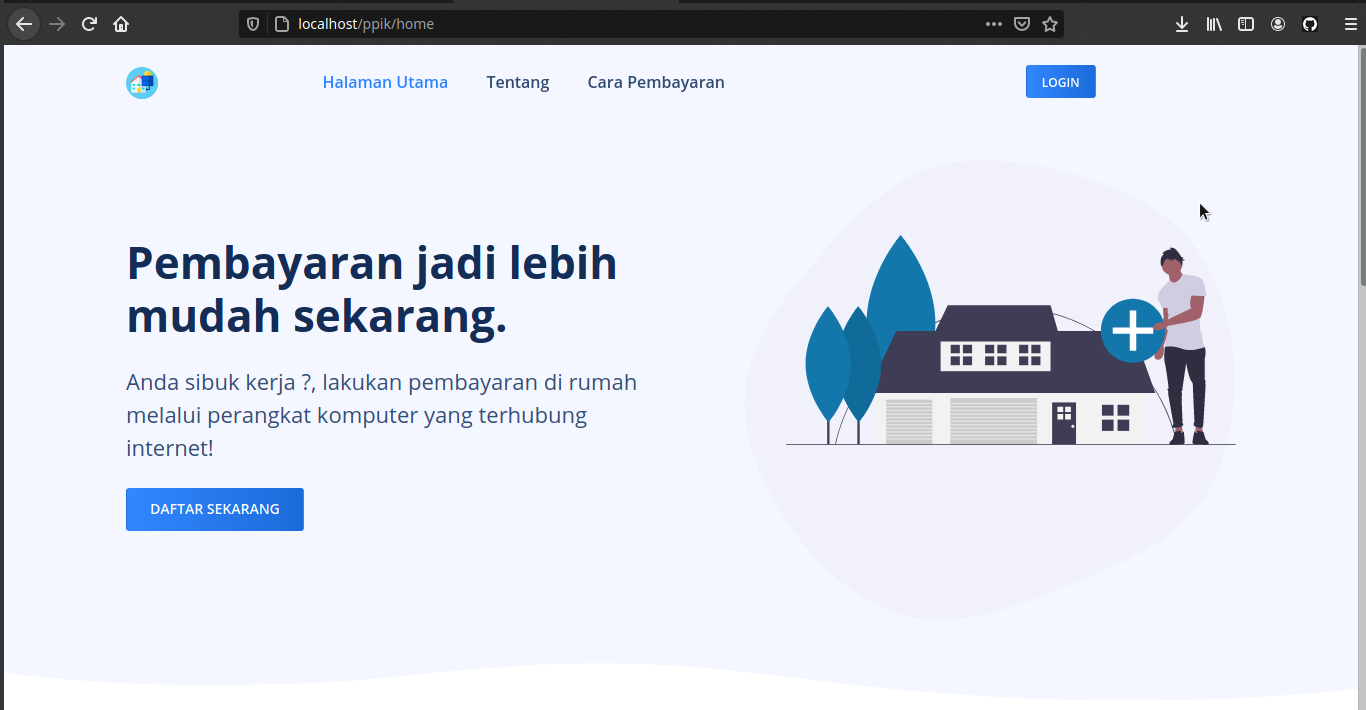 localhost/ppik/home
Halaman Utama Tentang Cara Pembayaran LOGIN
Pembayaran jadi lebih
mudah sekarang.
Anda sibuk kerja ?, lakukan pembayaran di rumah
melalui perangkat komputer yang terhubung
internet!
DAFTAR SEKARANG